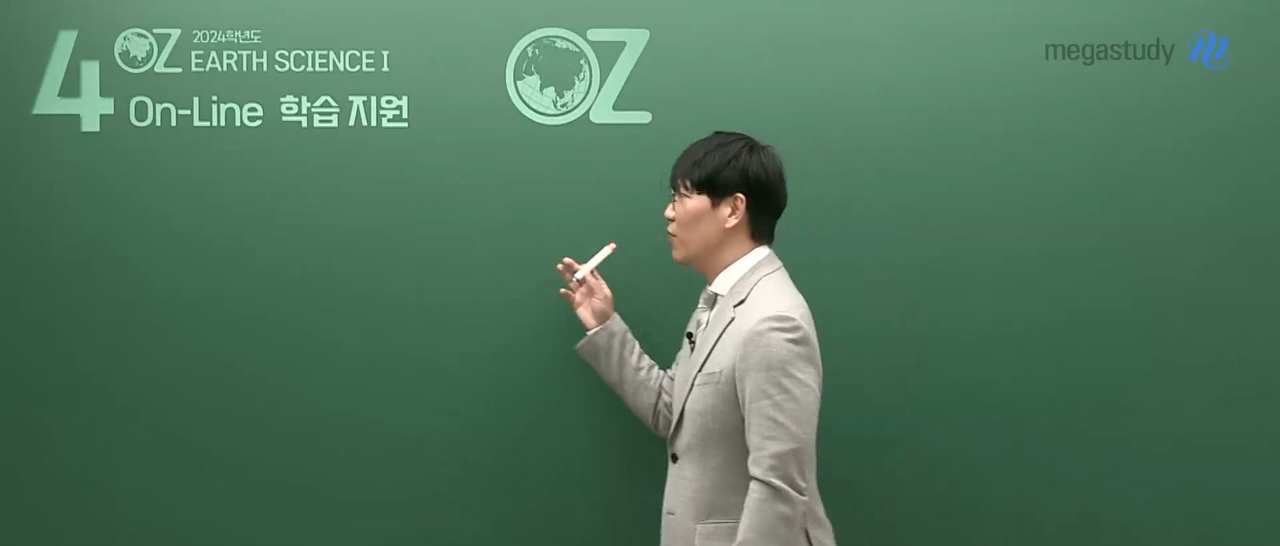 4
OZ 2024학년도
EARTH SCIENCE I
On-Line 학습 지원
OZ
megastudy